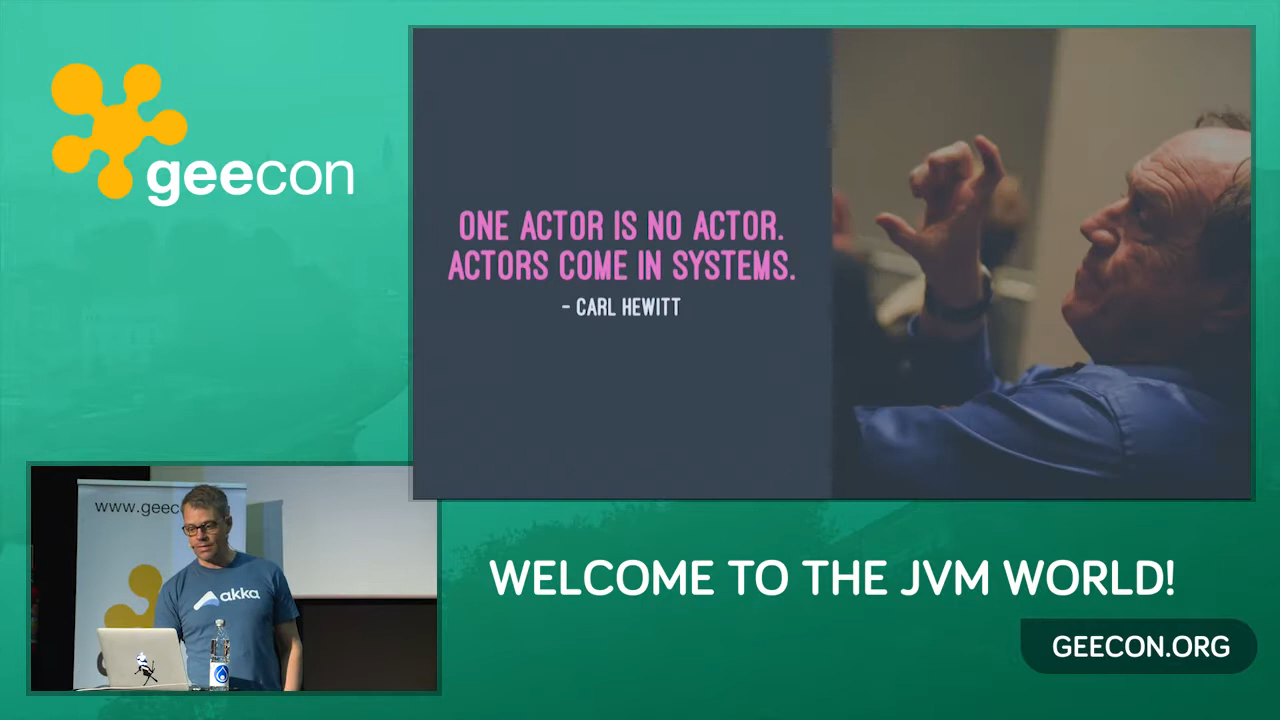 geecon
ONE ACTOR IS NO ACTOR.
ACTORS COME IN SYSTEMS.
- CARL HEWITT
www.geec
akka
WELCOME TO THE JVM WORLD!
GEECON.ORG